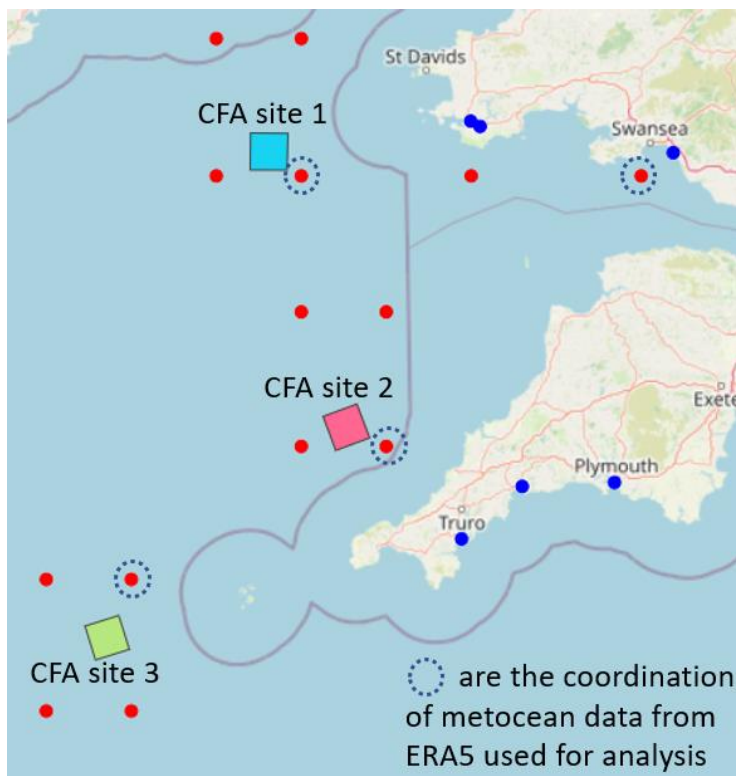 St Davids
CFA site 1
Swansea
CFA site 2
Exete
Plymouth
Truro
CFA site 3
are the coordination
of metocean data from
ERA5 used for analysis